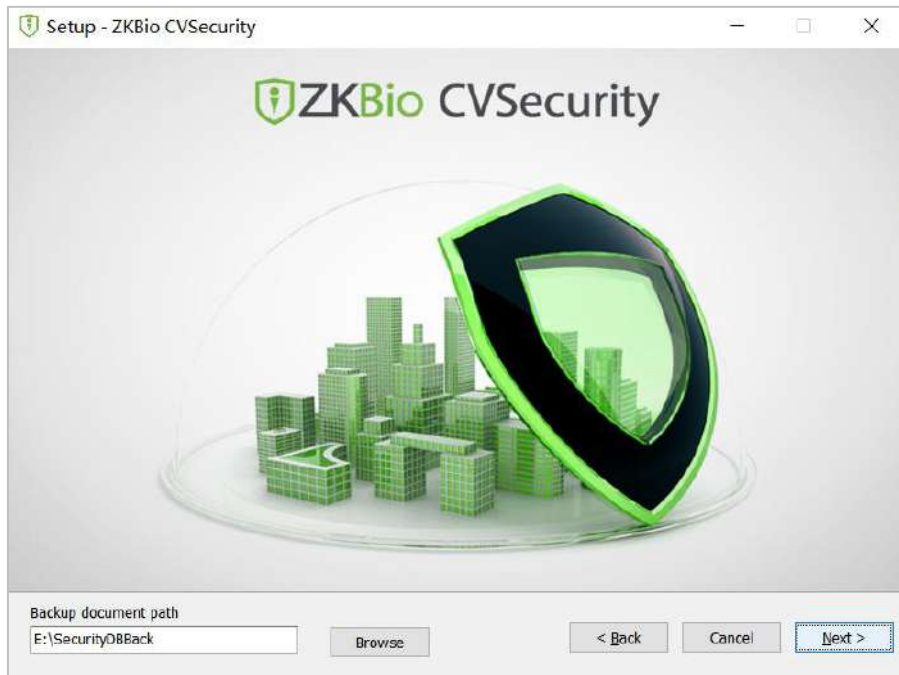 Setup - ZKBio CVSecurity
ZKBio CVSecurity
Backup document path
E:\SecurityDBBack
Browse
< Back
Cancel
Next >